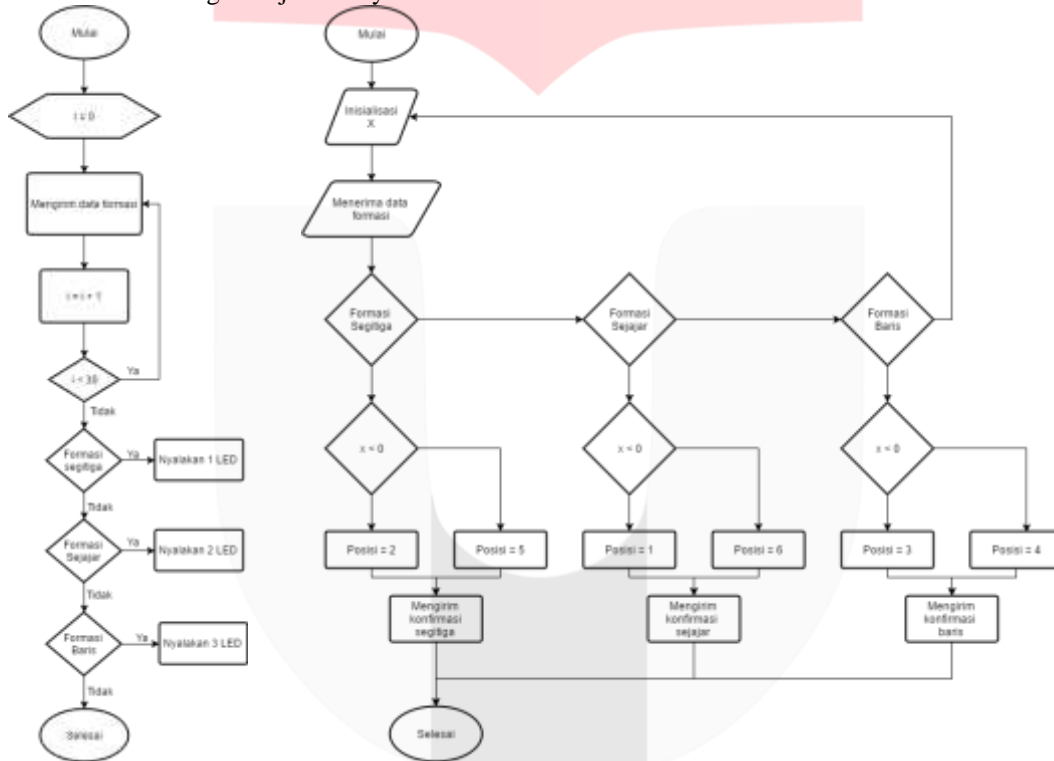 Mulai
i = 0
Mengirim data formasi
i = i + 1
i < 30
Ya
Tidak
Formasi
segitiga
Ya
Nyalakan 1 LED
Tidak
Formasi
Sejajar
Ya
Nyalakan 2 LED
Tidak
Formasi
Baris
Ya
Nyalakan 3 LED
Tidak
Selesai
Mulai
Inisialisasi
X
Menerima data
formasi
Formasi
Segitiga
Formasi
Sejajar
Formasi
Baris
x < 0
x < 0
x < 0
Posisi = 2
Posisi = 5
Posisi = 1
Posisi = 6
Posisi = 3
Posisi = 4
Mengirim
konfirmasi
segitiga
Mengirim
konfirmasi
sejajar
Mengirim
konfirmasi
baris
Selesai